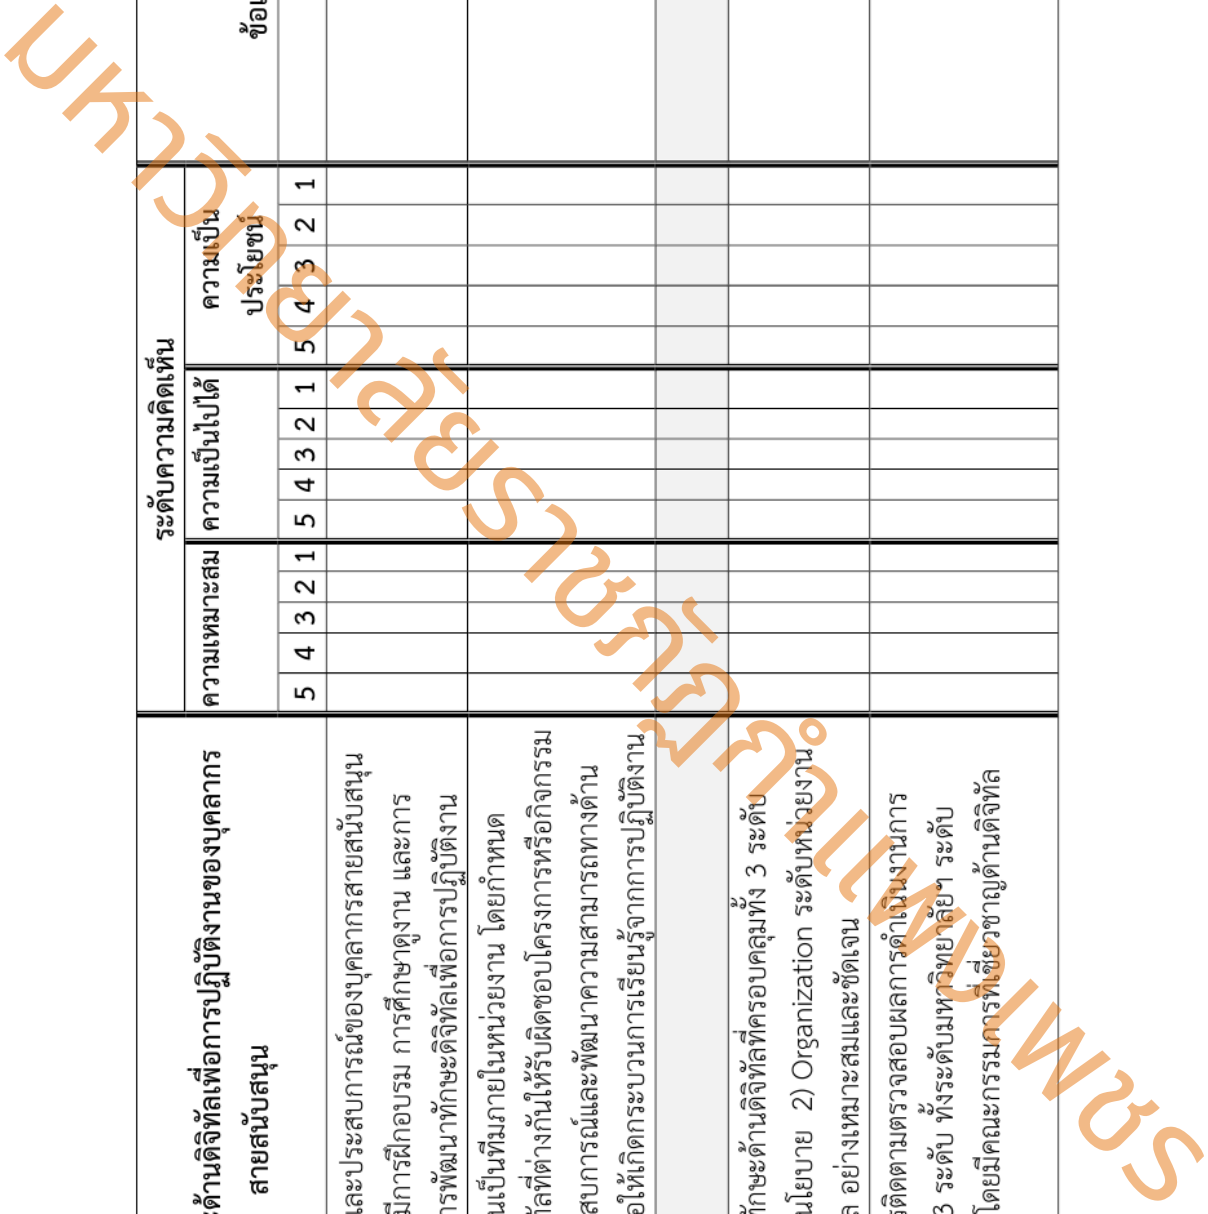 ะด้านดิจิทัลเพื่อการปฏิบัติงานของบุคลากร
สายสนับสนุน
ระดับความคิดเห็น
ความเหมาะสม ความเป็นไปได้ ความเป็น
ประโยชน์
5 4 3 2 1 5 4 3 2 1 5 4 3 2 1
และประสบการณ์ของบุคลากรสายสนับสนุน
มีการฝึกอบรม การศึกษาดูงาน และการ
ารพัฒนาทักษะดิจิทัลเพื่อการปฏิบัติงาน
นเป็นทีมภายในหน่วยงาน โดยกำหนด
ัลที่ต่างกันให้รับผิดชอบโครงการหรือกิจกรรม
สบการณ์และพัฒนาความสามารถทางด้าน
อให้เกิดกระบวนการเรียนรู้จากการปฏิบัติงาน
ักษะด้านดิจิทัลที่ครอบคลุมทั้ง 3 ระดับ
นโยบาย 2) Organization ระดับหน่วยงาน
ล อย่างเหมาะสมและชัดเจน
รติดตามตรวจสอบผลการดำเนินงานการ
3 ระดับ ทั้งระดับมหาวิทยาลัยฯ ระดับ
โดยมีคณะกรรมการที่เชี่ยวชาญด้านดิจิทัล
มหาวิทยาลัยราชภัฏกำแพงเพชร